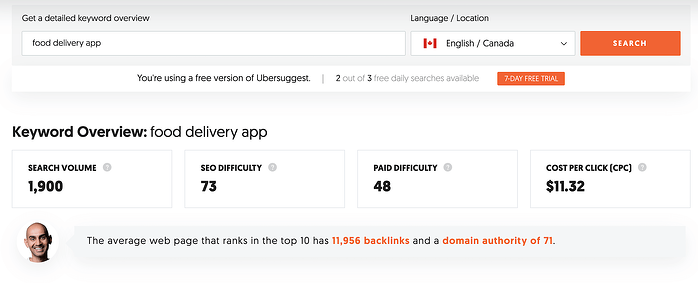 Get a detailed keyword overview
Language / Location
food delivery app
English / Canada
SEARCH
You're using a free version of Ubersuggest. | 2 out of 3 free daily searches available
7-DAY FREE TRIAL
Keyword Overview: food delivery app
SEARCH VOLUME ?
SEO DIFFICULTY ?
PAID DIFFICULTY ?
COST PER CLICK (CPC) ?
1,900
73
48
$11.32
The average web page that ranks in the top 10 has 11,956 backlinks and a domain authority of 71.